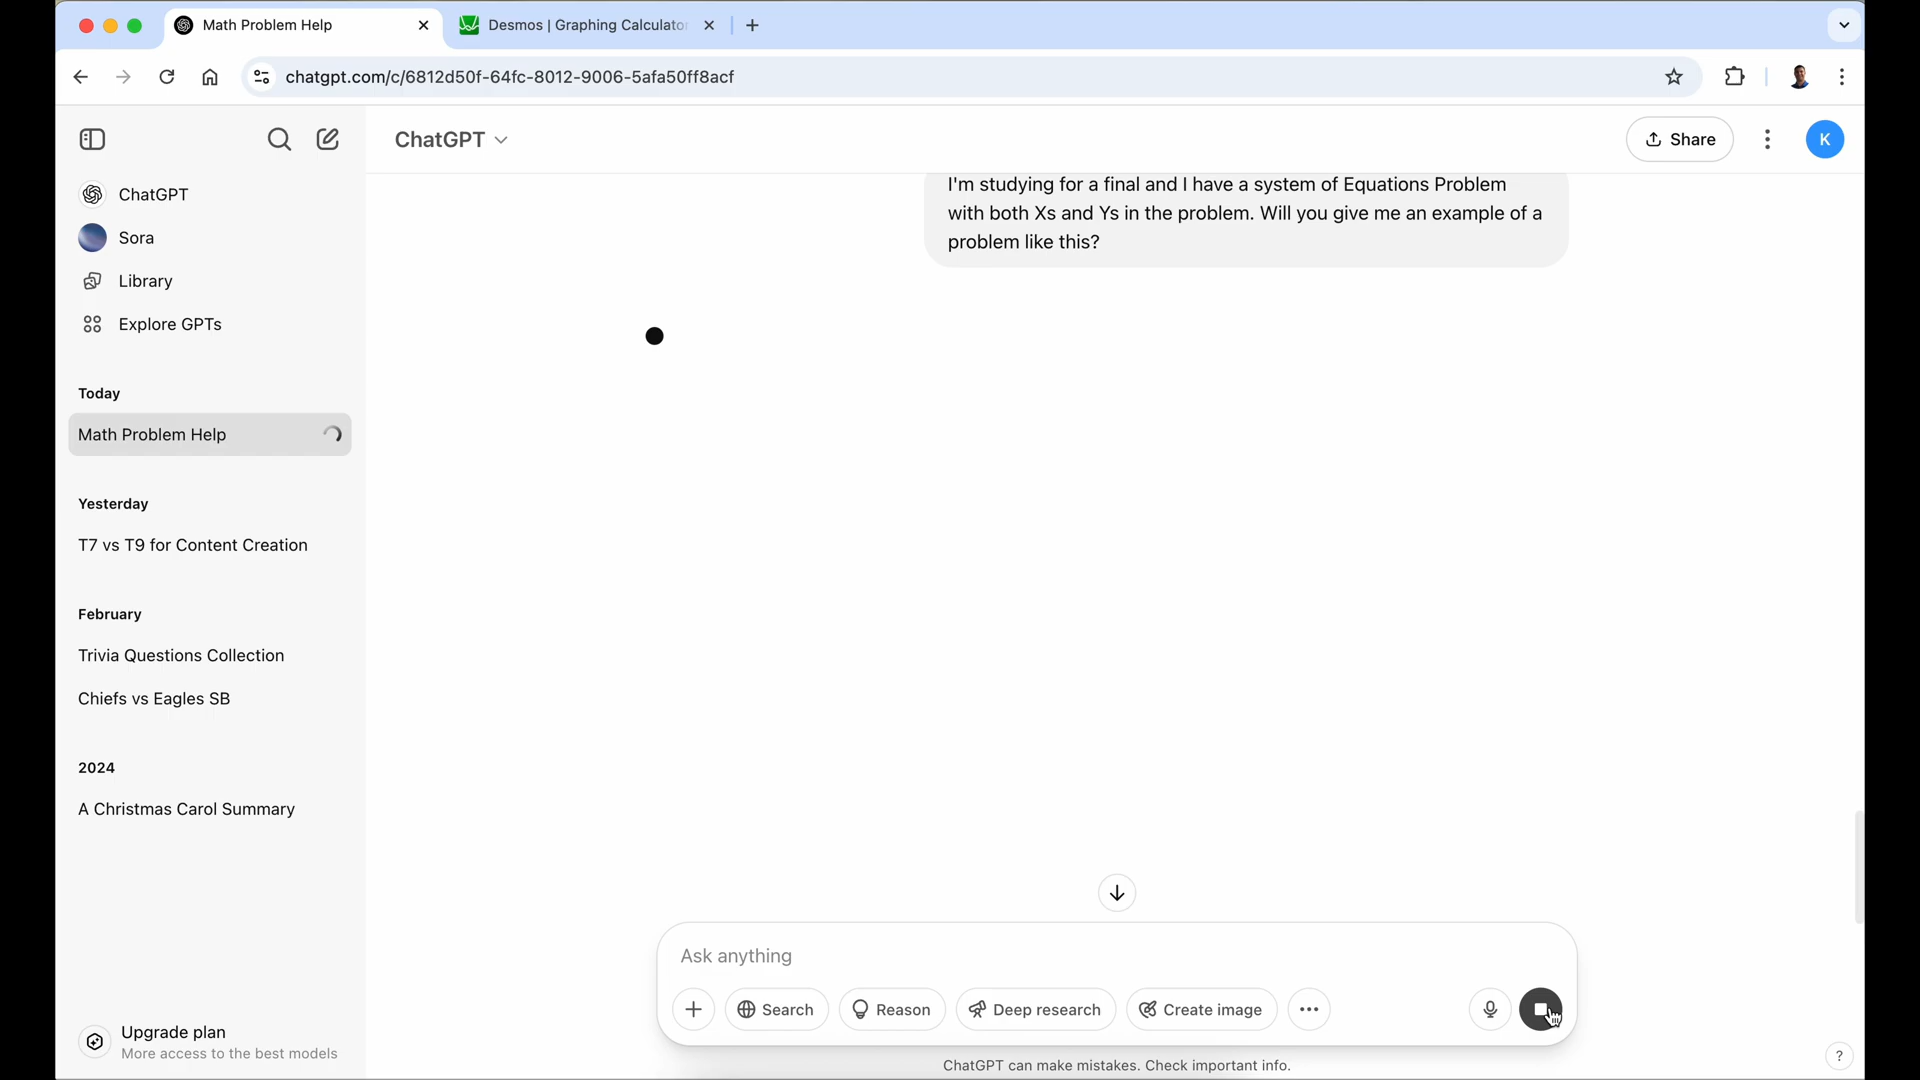 Math Problem Help
Desmos | Graphing Calculato
chatgpt.com/c/6812d50f-64fc-8012-9006-5afa50ff8acf
ChatGPT
Share
K
ChatGPT
Sora
Library
Explore GPTs
I'm studying for a final and I have a system of Equations Problem
with both Xs and Ys in the problem. Will you give me an example of a
problem like this?
Today
Math Problem Help
Yesterday
T7 vs T9 for Content Creation
February
Trivia Questions Collection
Chiefs vs Eagles SB
2024
A Christmas Carol Summary
Upgrade plan
More access to the best models
Ask anything
Search
Reason
Deep research
Create image
ChatGPT can make mistakes. Check important info.
?